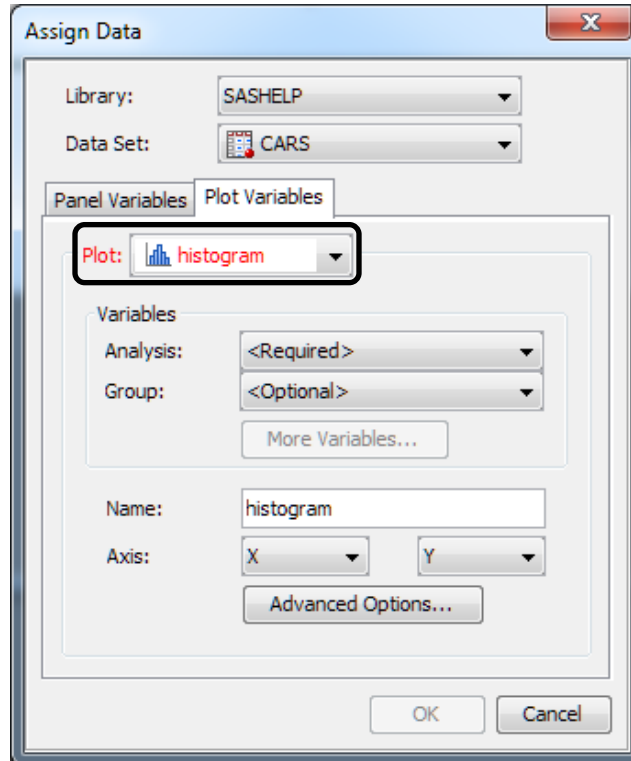 Assign Data
Library: SASHELP
Data Set: CARS
Panel Variables Plot Variables
Plot: histogram
Variables
Analysis: <Required>
Group: <Optional>
More Variables...
Name: histogram
Axis: X Y
Advanced Options...
OK Cancel